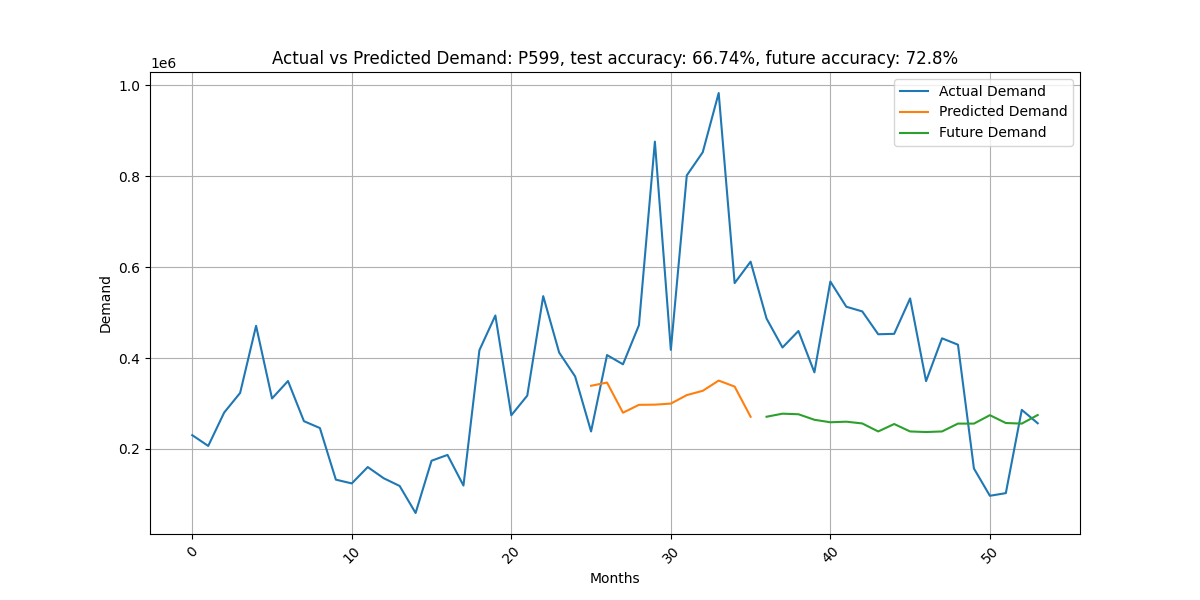 Actual vs Predicted Demand: P599, test accuracy: 66.74%, future accuracy: 72.8%
1e6
1.0
0.8
0.6
0.4
0.2
Demand
Actual Demand
Predicted Demand
Future Demand
0
10
20
30
40
50
Months